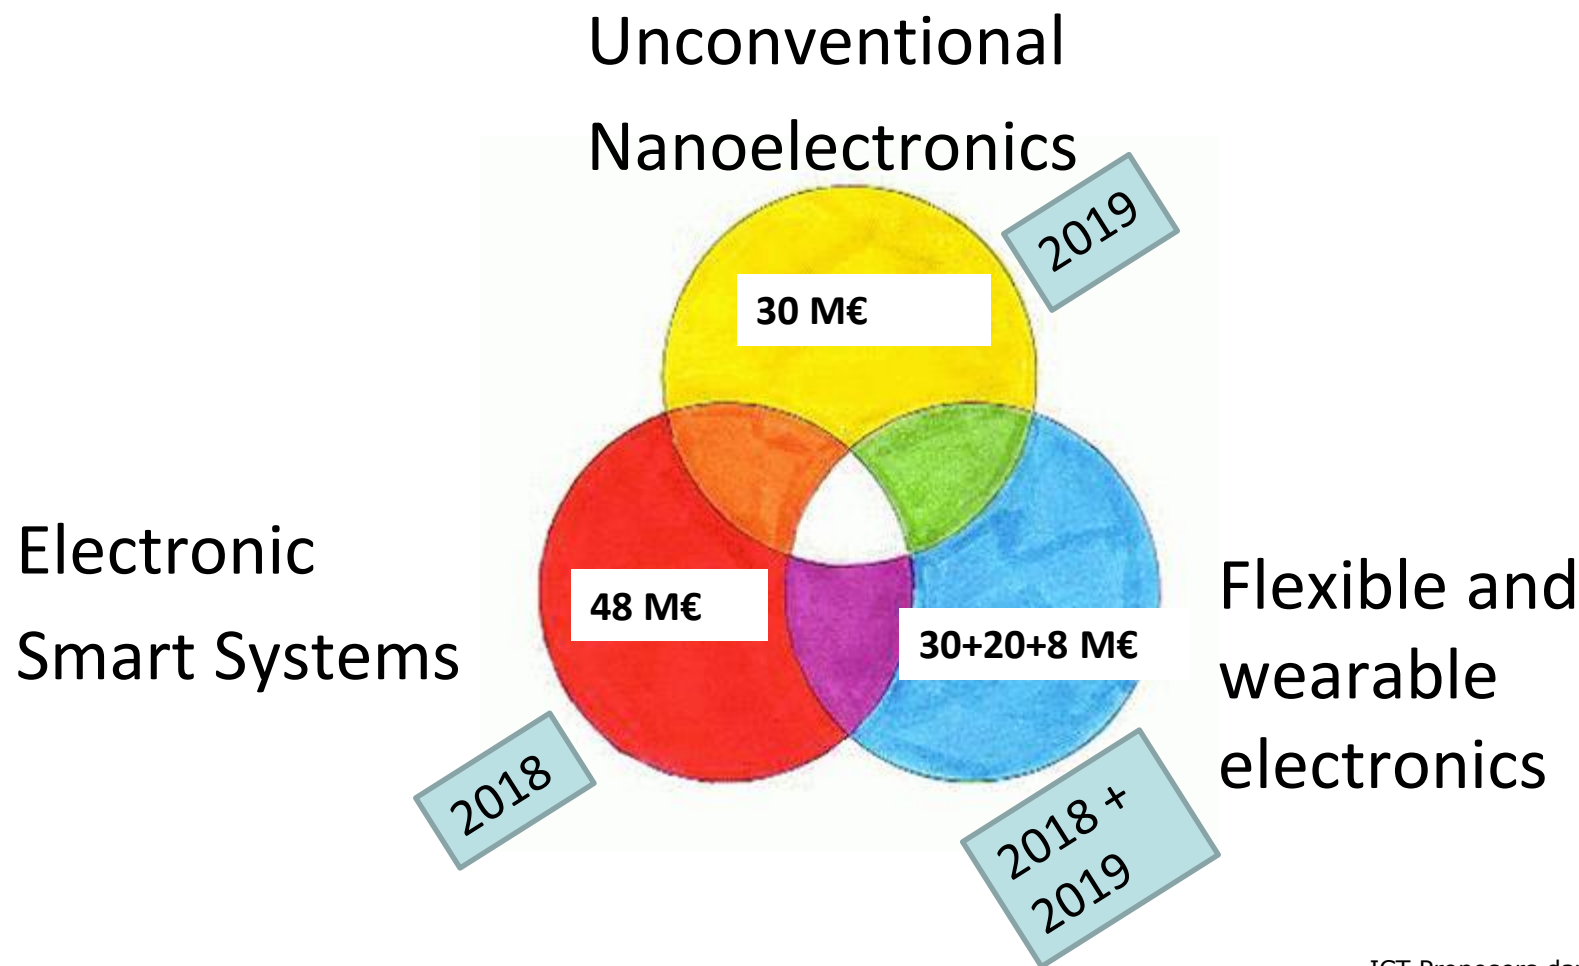 Unconventional
Nanoelectronics
2019
30 M€
Electronic
Smart Systems
48 M€
30+20+8 M€
Flexible and
wearable
electronics
2018
2018 +
2019